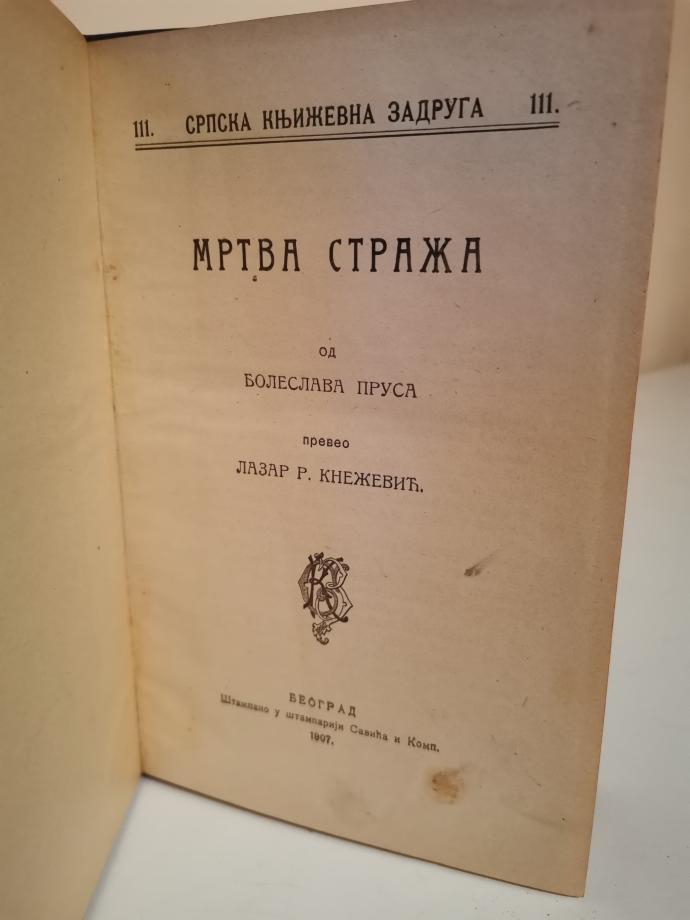 111. СРПСКА КЊИЖЕВНА ЗАДРУГА 111.
МРТВА СТРАЖА
од
БОЛЕСЛАВА ПРУСА
превео
ЛАЗАР Р. КНЕЖЕВИЋ.
БЕОГРАД
Штампано у штампарији Савића и Комп.
1907.